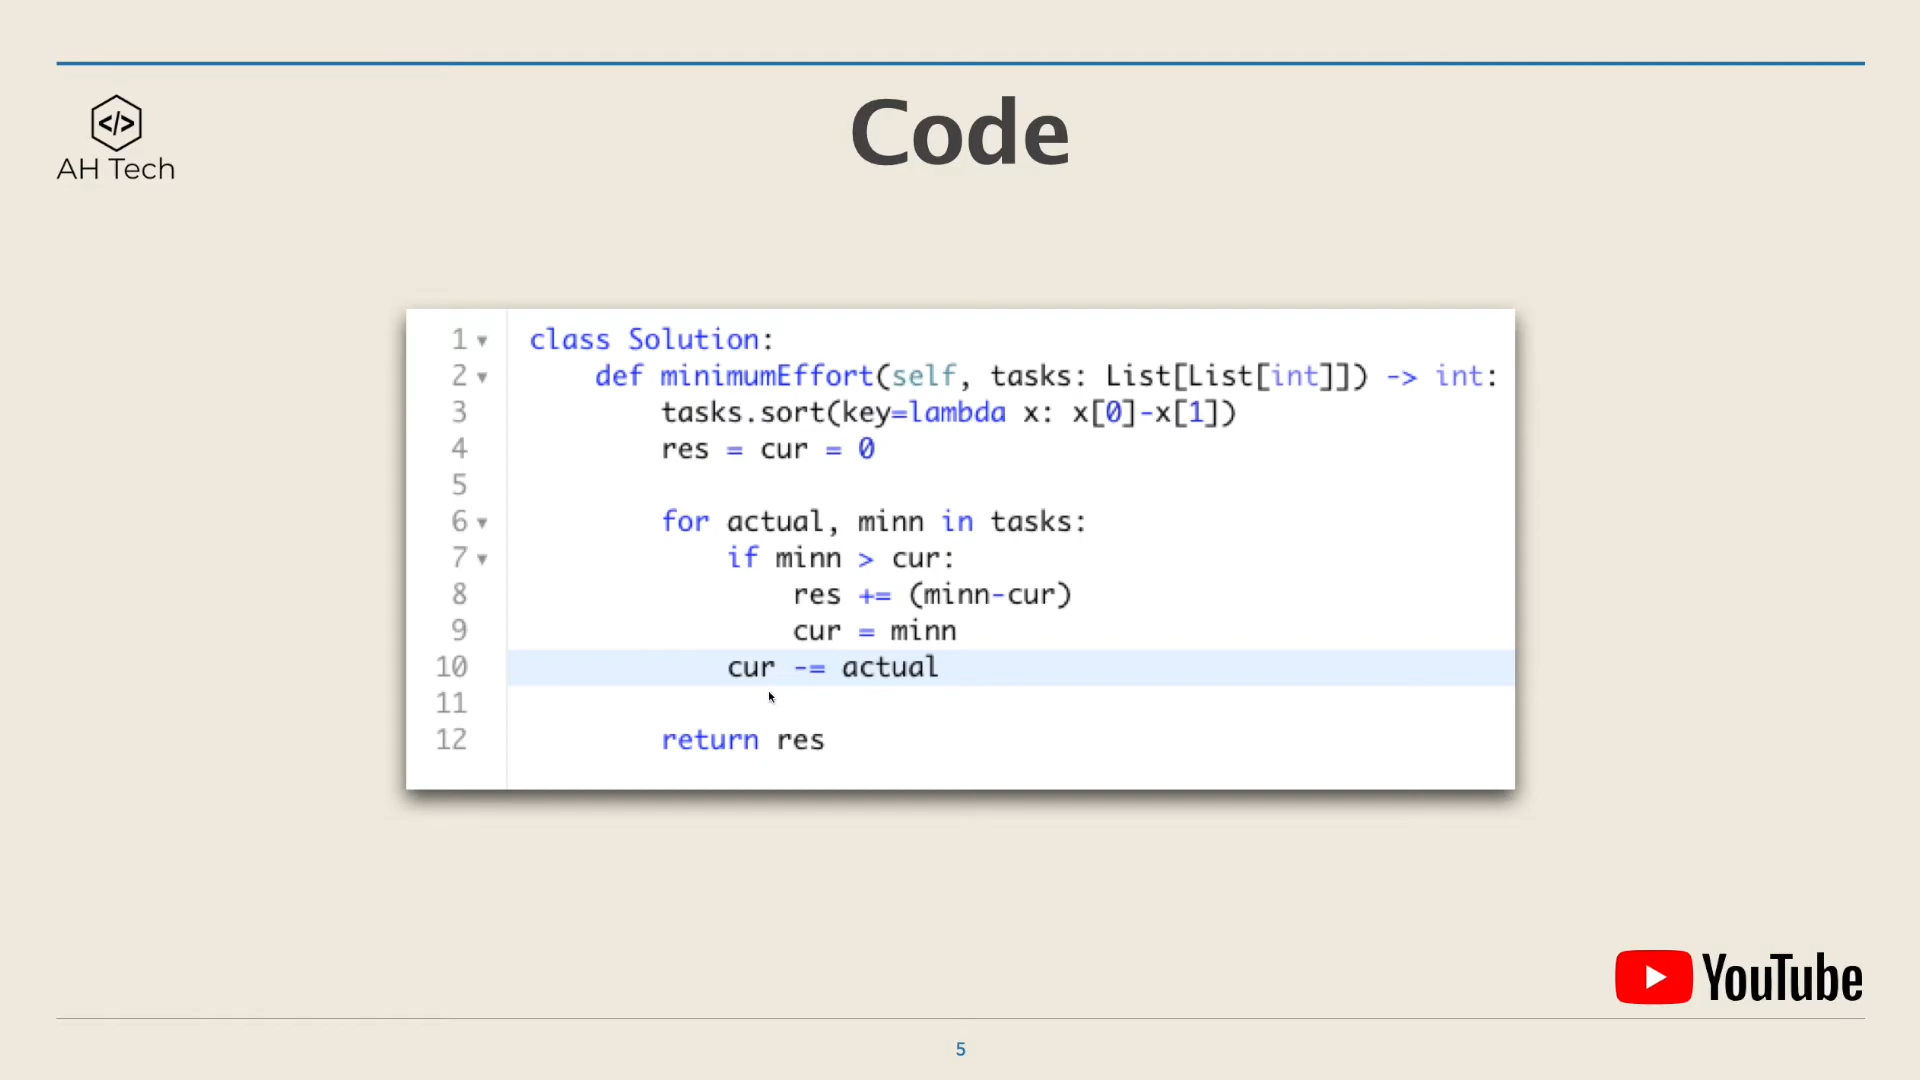 </>
AH Tech
Code
1 class Solution:
2 def minimumEffort(self, tasks: List[List[int]]) -> int:
3 tasks.sort(key=lambda x: x[0]-x[1])
4 res = cur = 0
5
6 for actual, minn in tasks:
7 if minn > cur:
8 res += (minn-cur)
9 cur = minn
10 cur -= actual
11
12 return res
YouTube
5